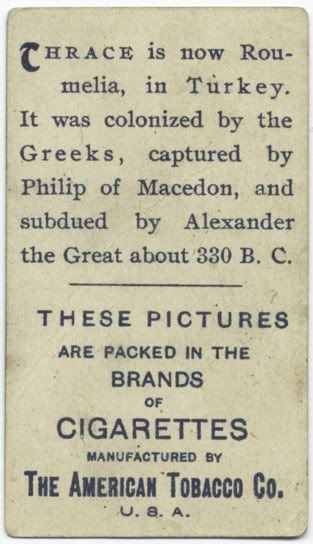 THRACE is now Rou-
melia, in Turkey.
It was colonized by the
Greeks, captured by
Philip of Macedon, and
subdued by Alexander
the Great about 330 B. C.
THESE PICTURES
ARE PACKED IN THE
BRANDS
OF
CIGARETTES
MANUFACTURED BY
THE AMERICAN TOBACCO CO.
U. S. A.